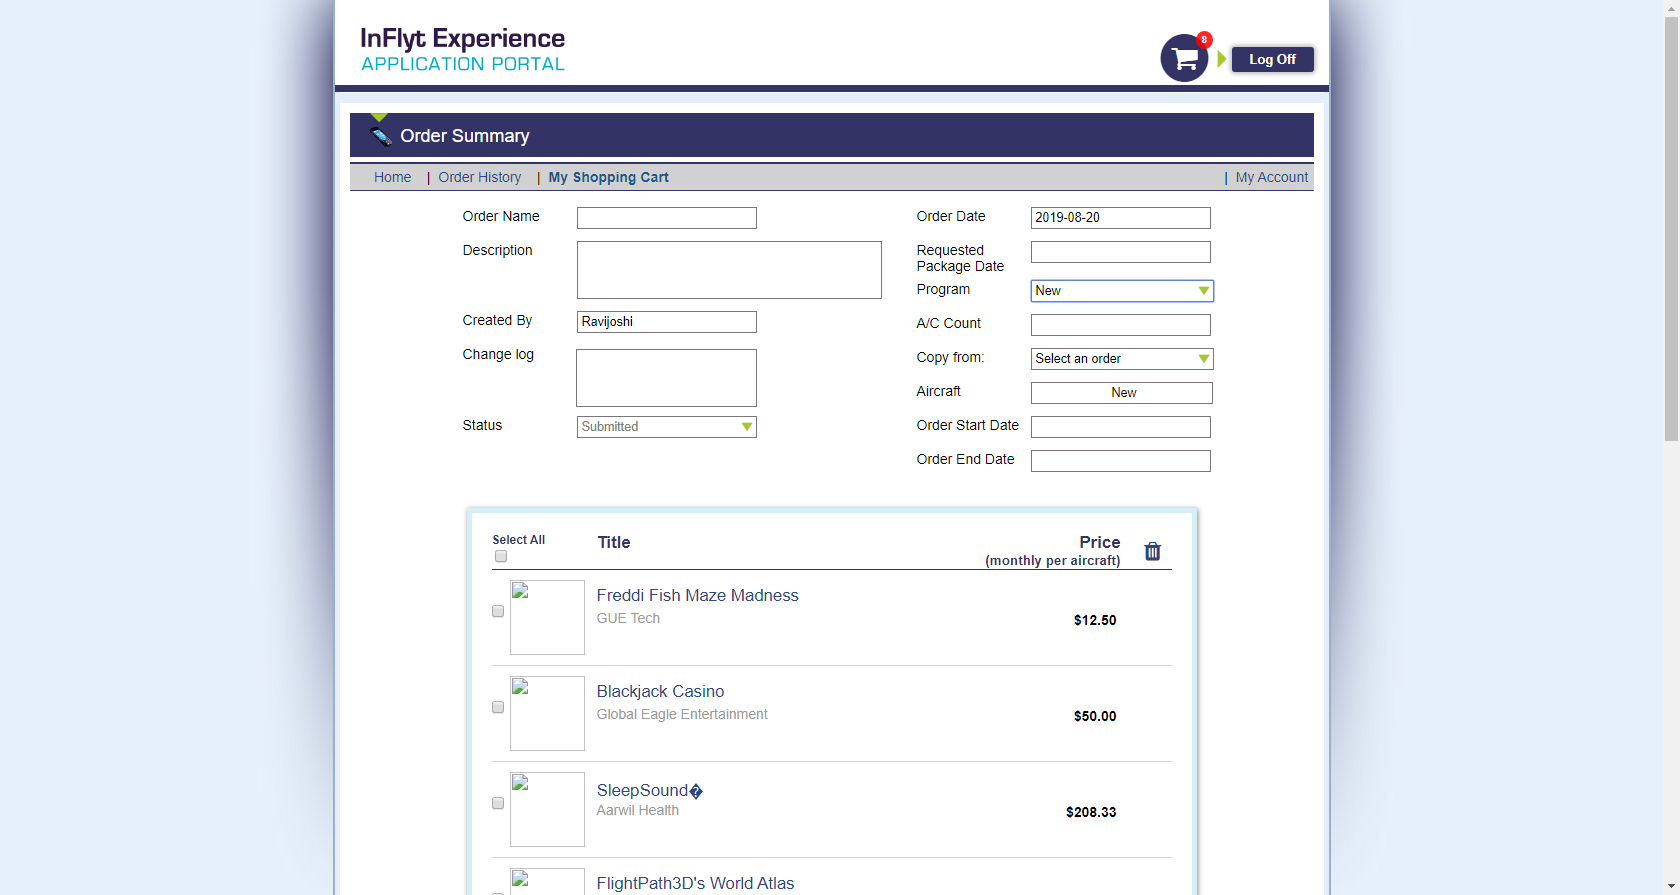 InFlyt Experience
APPLICATION PORTAL
8
Log Off
Order Summary
Home | Order History | My Shopping Cart | My Account
Order Name
Order Date 2019-08-20
Description
Requested
Package Date
Program New
Created By Ravijoshi
A/C Count
Change log
Copy from: Select an order
Aircraft New
Status Submitted
Order Start Date
Order End Date
Select All Title Price
(monthly per aircraft)
Freddi Fish Maze Madness
GUE Tech
$12.50
Blackjack Casino
Global Eagle Entertainment
$50.00
SleepSound�
Aarwil Health
$208.33
FlightPath3D's World Atlas